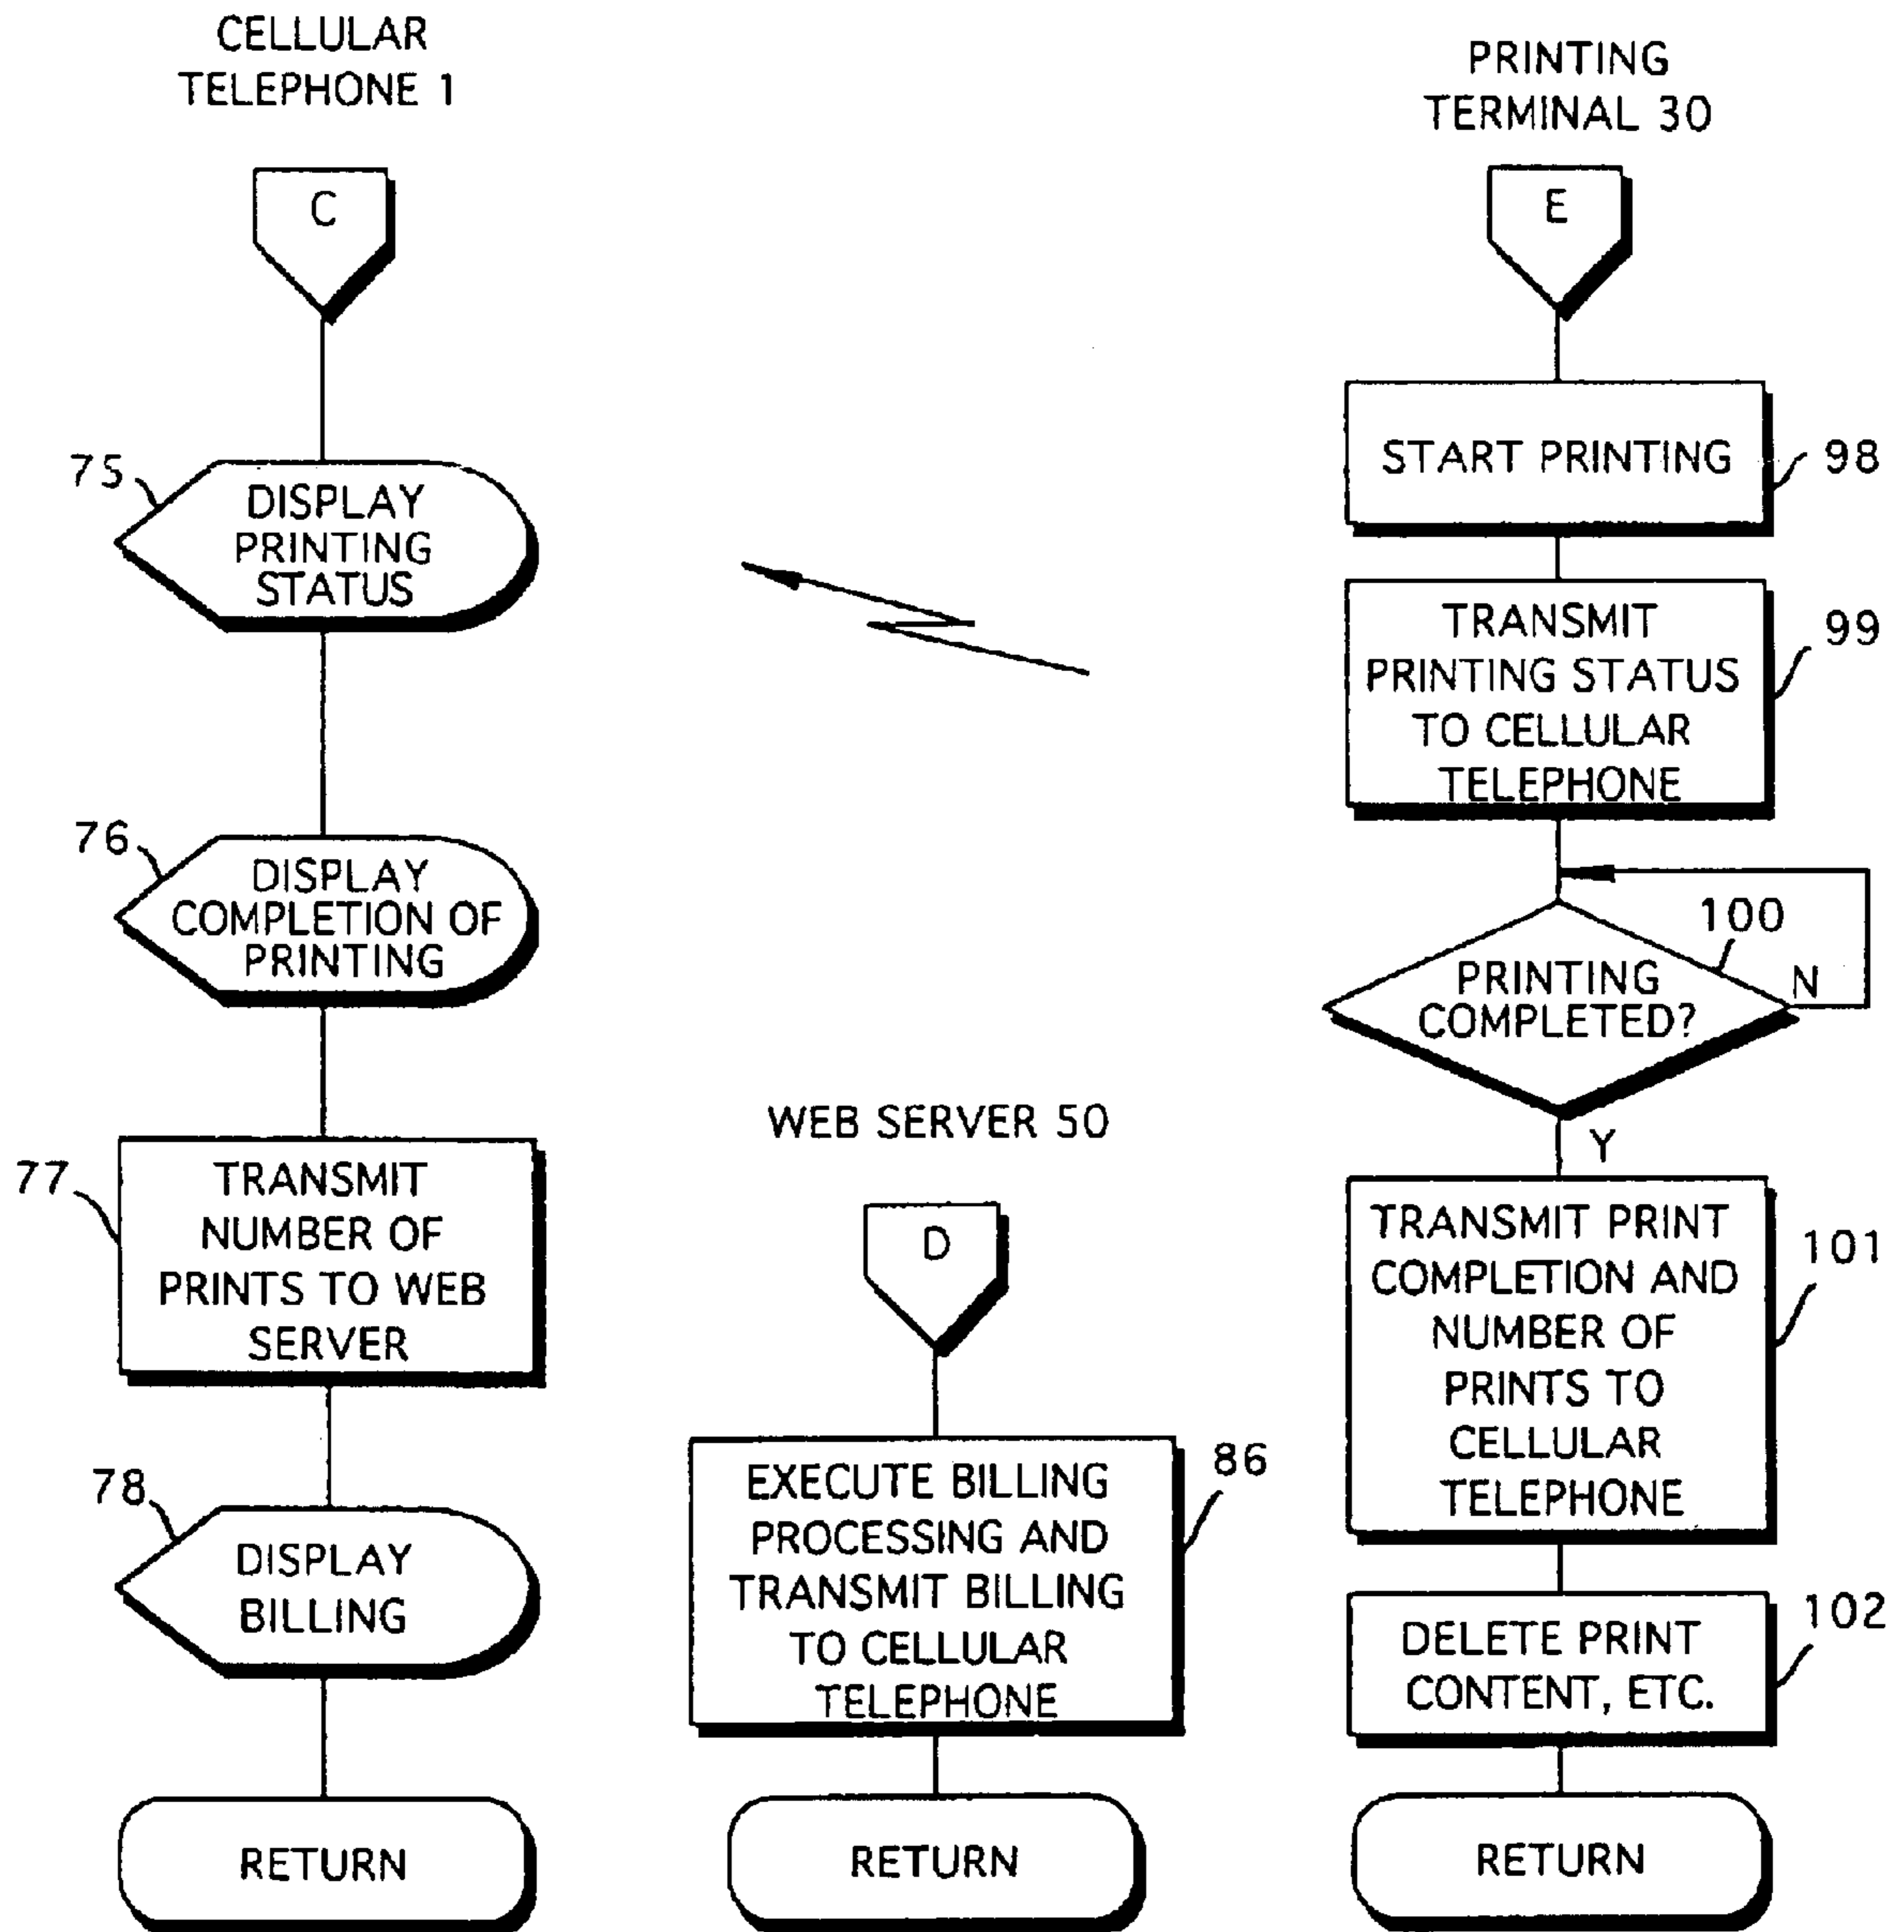 CELLULAR
TELEPHONE 1
C
75
DISPLAY
PRINTING
STATUS
76
DISPLAY
COMPLETION OF
PRINTING
77
TRANSMIT
NUMBER OF
PRINTS TO WEB
SERVER
78
DISPLAY
BILLING
RETURN
WEB SERVER 50
D
EXECUTE BILLING
PROCESSING AND
TRANSMIT BILLING
TO CELLULAR
TELEPHONE
86
RETURN
PRINTING
TERMINAL 30
E
START PRINTING
98
TRANSMIT
PRINTING STATUS
TO CELLULAR
TELEPHONE
99
100
PRINTING
COMPLETED?
N
Y
TRANSMIT PRINT
COMPLETION AND
NUMBER OF
PRINTS TO
CELLULAR
TELEPHONE
101
DELETE PRINT
CONTENT, ETC.
102
RETURN